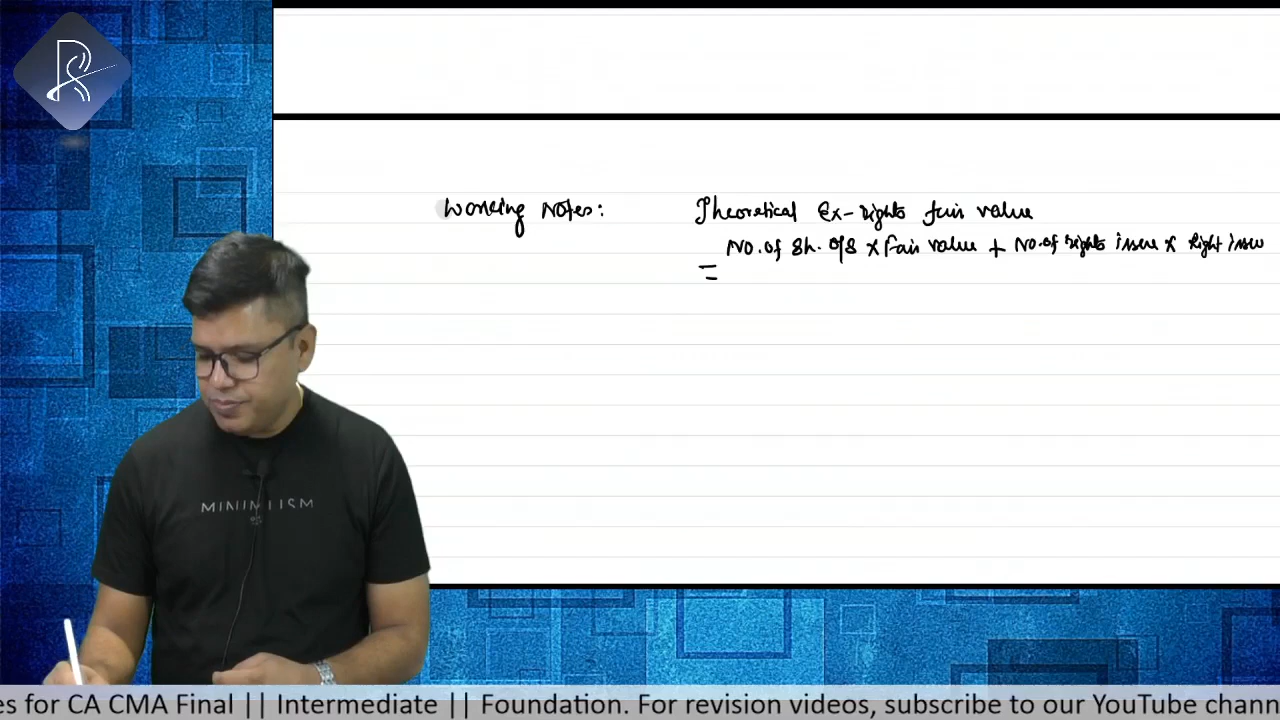 Working Notes: Theoretical Ex-rights fair value
No. of sh. o/s x fair value + No. of rights issue x Right issue
=
MINIMLISM
es for CA CMA Final || Intermediate || Foundation. For revision videos, subscribe to our YouTube chann